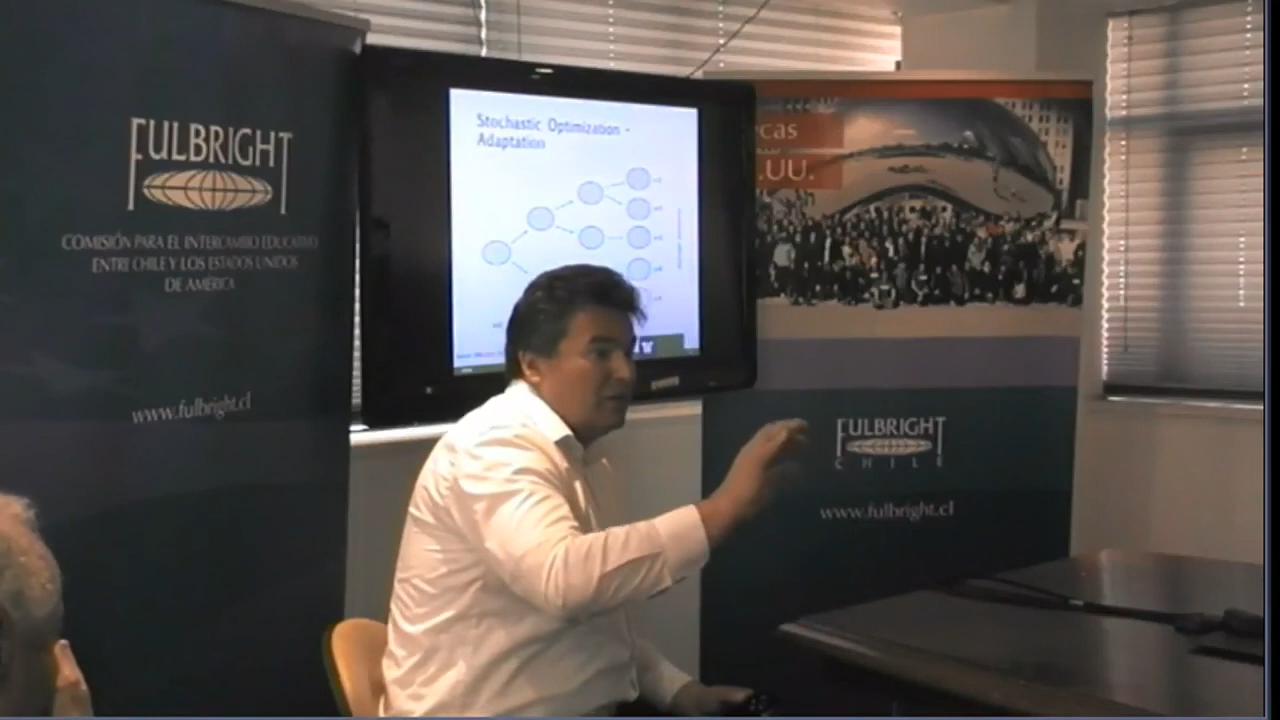 FULBRIGHT
COMISIÓN PARA EL INTERCAMBIO EDUCATIVO
ENTRE CHILE Y LOS ESTADOS UNIDOS
DE AMÉRICA
www.fulbright.cl
Stochastic Optimization -
Adaptation
ecas
.UU.
FULBRIGHT
CHILE
www.fulbright.cl